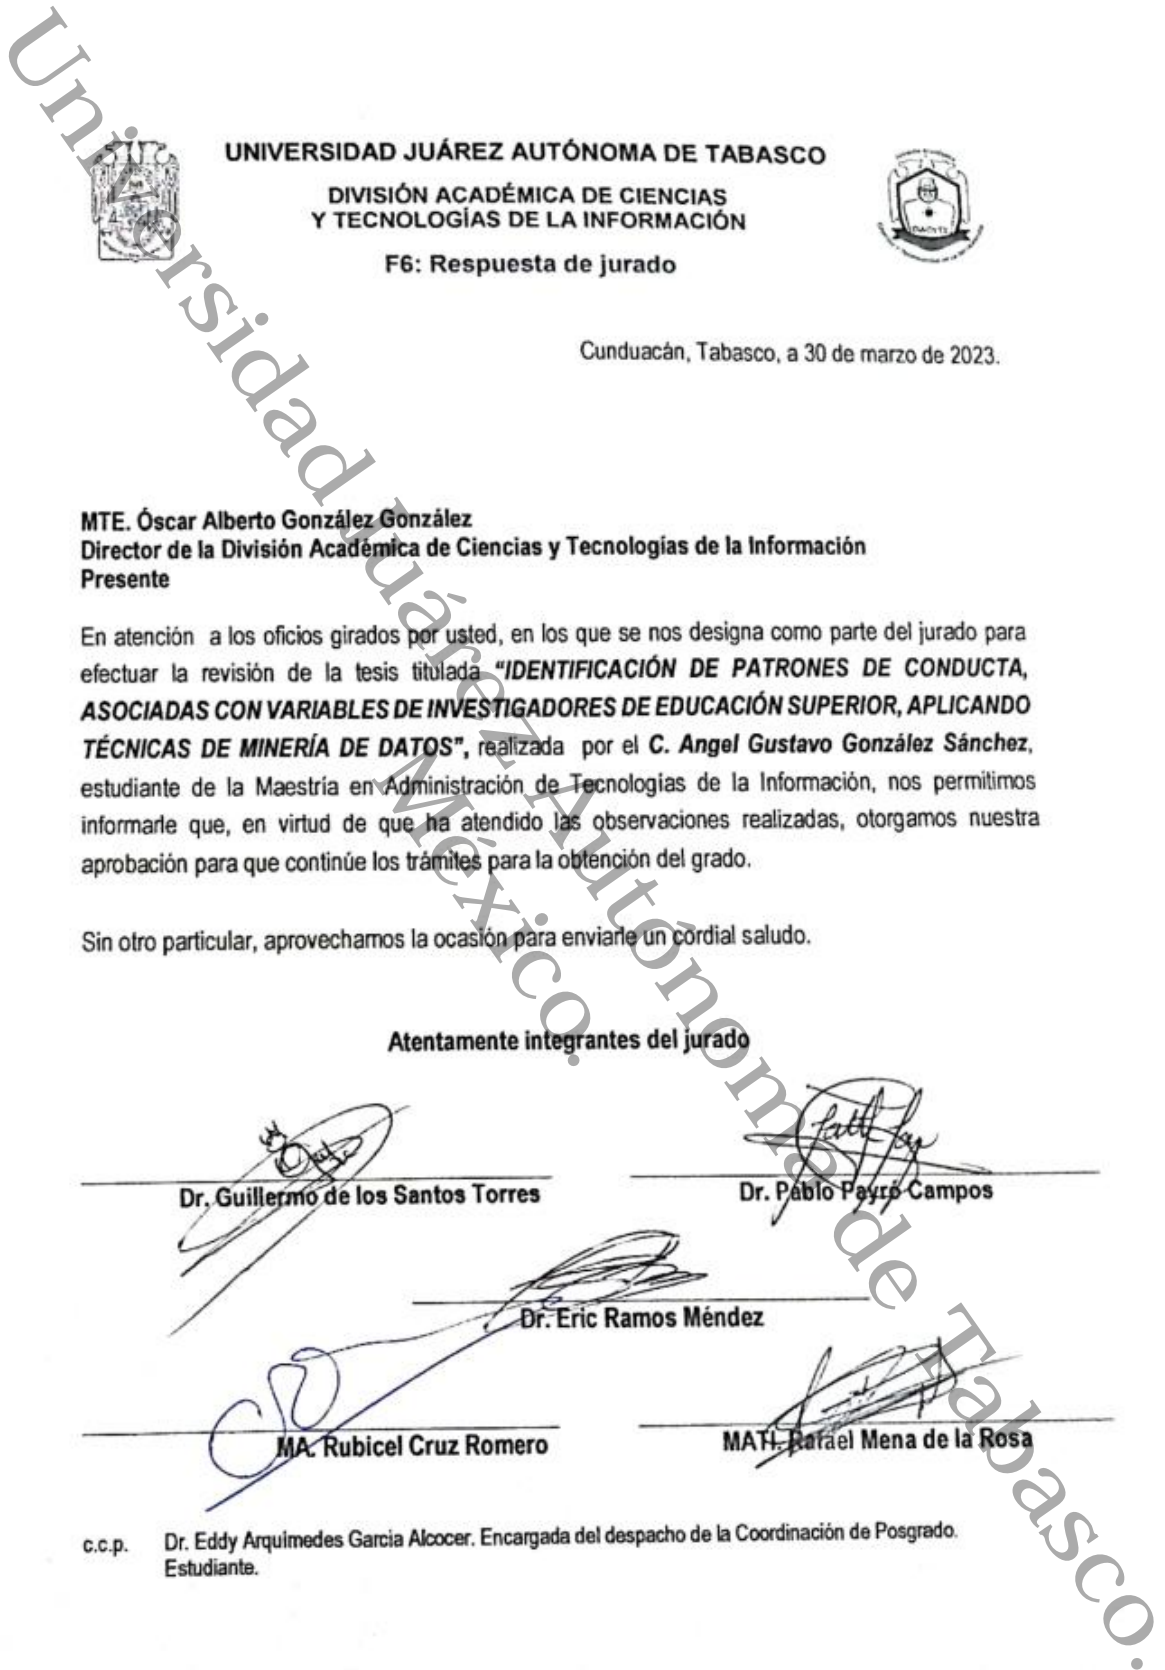 UNIVERSIDAD JUÁREZ AUTÓNOMA DE TABASCO
DIVISIÓN ACADÉMICA DE CIENCIAS
Y TECNOLOGÍAS DE LA INFORMACIÓN
F6: Respuesta de jurado
Cunduacán, Tabasco, a 30 de marzo de 2023.
MTE. Óscar Alberto González González
Director de la División Académica de Ciencias y Tecnologías de la Información
Presente
En atención a los oficios girados por usted, en los que se nos designa como parte del jurado para
efectuar la revisión de la tesis titulada "IDENTIFICACIÓN DE PATRONES DE CONDUCTA,
ASOCIADAS CON VARIABLES DE INVESTIGADORES DE EDUCACIÓN SUPERIOR, APLICANDO
TÉCNICAS DE MINERÍA DE DATOS", realizada por el C. Angel Gustavo González Sánchez,
estudiante de la Maestría en Administración de Tecnologías de la Información, nos permitimos
informarle que, en virtud de que ha atendido las observaciones realizadas, otorgamos nuestra
aprobación para que continúe los trámites para la obtención del grado.
Sin otro particular, aprovechamos la ocasión para enviarle un cordial saludo.
Atentamente integrantes del jurado
Dr. Guillermo de los Santos Torres
Dr. Pablo Payró Campos
Dr. Eric Ramos Méndez
MA. Rubicel Cruz Romero
MATI. Rafael Mena de la Rosa
c.c.p. Dr. Eddy Arquimedes Garcia Alcocer. Encargada del despacho de la Coordinación de Posgrado.
Estudiante.
Universidad Juárez Autónoma de Tabasco.
México.